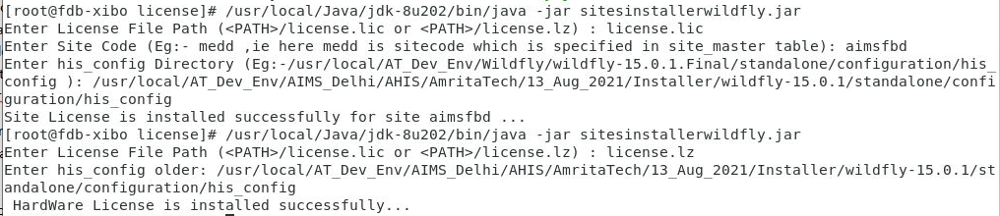 [root@fdb-xibo license]# /usr/local/Java/jdk-8u202/bin/java -jar sitesinstallerwildfly.jar
Enter License File Path (<PATH>/license.lic or <PATH>/license.lz) : license.lic
Enter Site Code (Eg:- medd ,ie here medd is sitecode which is specified in site_master table): aimsfbd
Enter his_config Directory (Eg:-/usr/local/AT_Dev_Env/Wildfly/wildfly-15.0.1.Final/standalone/configuration/his_
config ): /usr/local/AT_Dev_Env/AIMS_Delhi/AHIS/AmritaTech/13_Aug_2021/Installer/wildfly-15.0.1/standalone/confi
guration/his_config
Site License is installed successfully for site aimsfbd ...
[root@fdb-xibo license]# /usr/local/Java/jdk-8u202/bin/java -jar sitesinstallerwildfly.jar
Enter License File Path (<PATH>/license.lic or <PATH>/license.lz) : license.lz
Enter his_config older: /usr/local/AT_Dev_Env/AIMS_Delhi/AHIS/AmritaTech/13_Aug_2021/Installer/wildfly-15.0.1/st
andalone/configuration/his_config
 HardWare License is installed successfully...